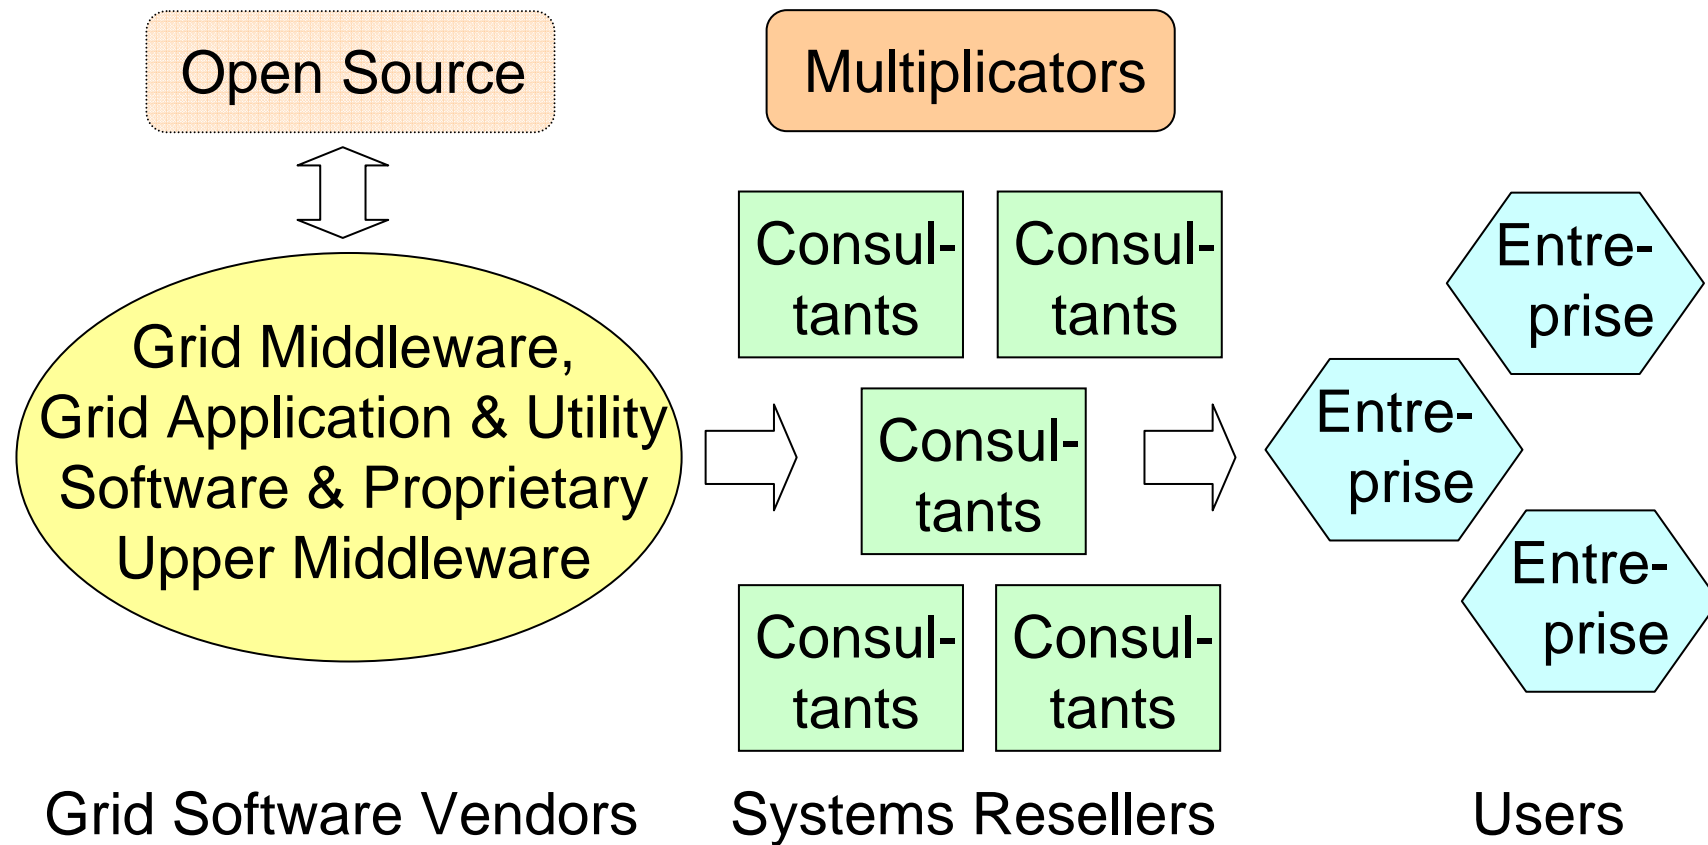 Open Source
Multiplicators
Grid Middleware,
Grid Application & Utility
Software & Proprietary
Upper Middleware
Consul-
tants
Consul-
tants
Consul-
tants
Consul-
tants
Consul-
tants
Entre-
prise
Entre-
prise
Entre-
prise
Grid Software Vendors
Systems Resellers
Users